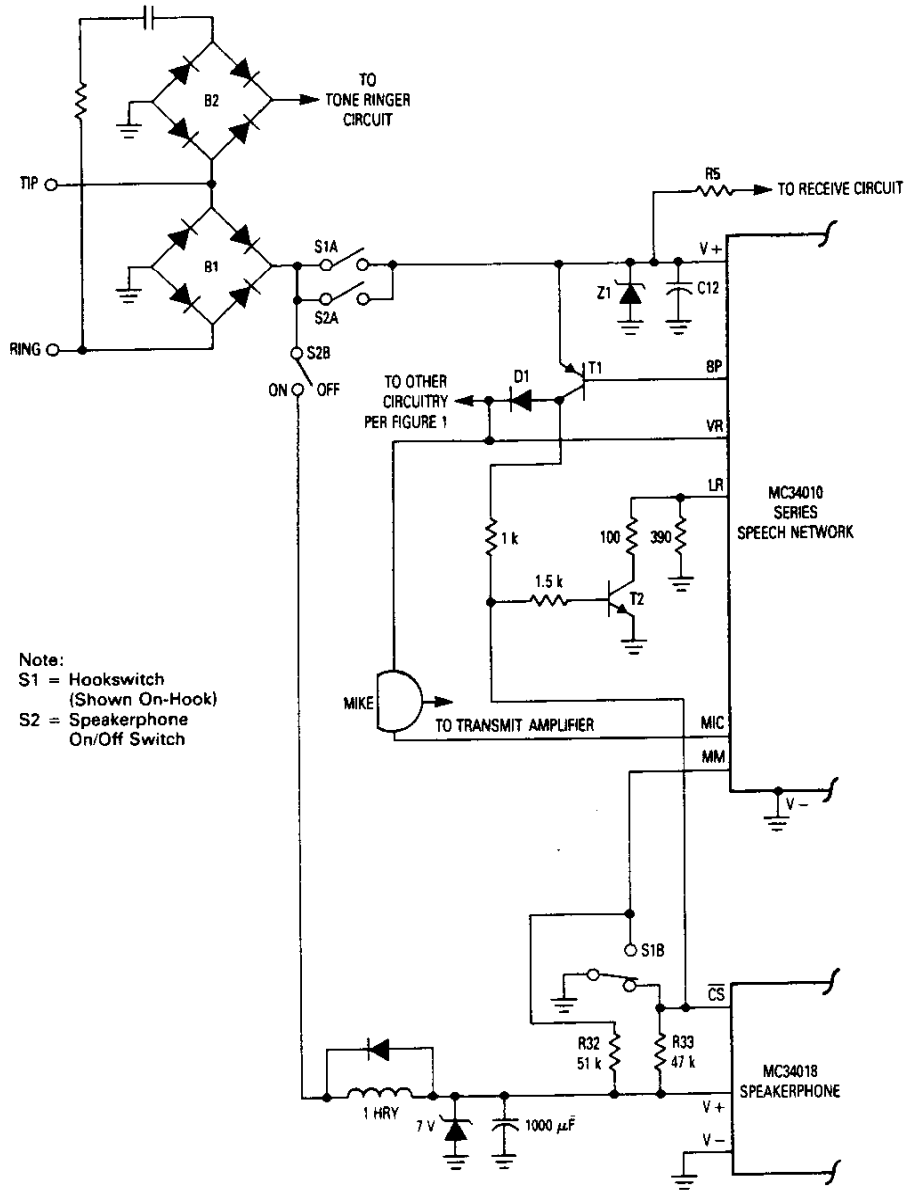 B2
TO
TONE RINGER
CIRCUIT
TIP
R5
TO RECEIVE CIRCUIT
S1A
V +
B1
Z1
C12
S2A
RING
S2B
T1
BP
ON
OFF
TO OTHER
CIRCUITRY
PER FIGURE 1
D1
VR
LR
MC34010
SERIES
SPEECH NETWORK
1 k
100
390
1.5 k
T2
Note:
S1 = Hookswitch
(Shown On-Hook)
S2 = Speakerphone
On/Off Switch
MIKE
TO TRANSMIT AMPLIFIER
MIC
MM
V –
S1B
CS
R32
51 k
R33
47 k
MC34018
SPEAKERPHONE
1 HRY
7 V
1000 µF
V +
V –